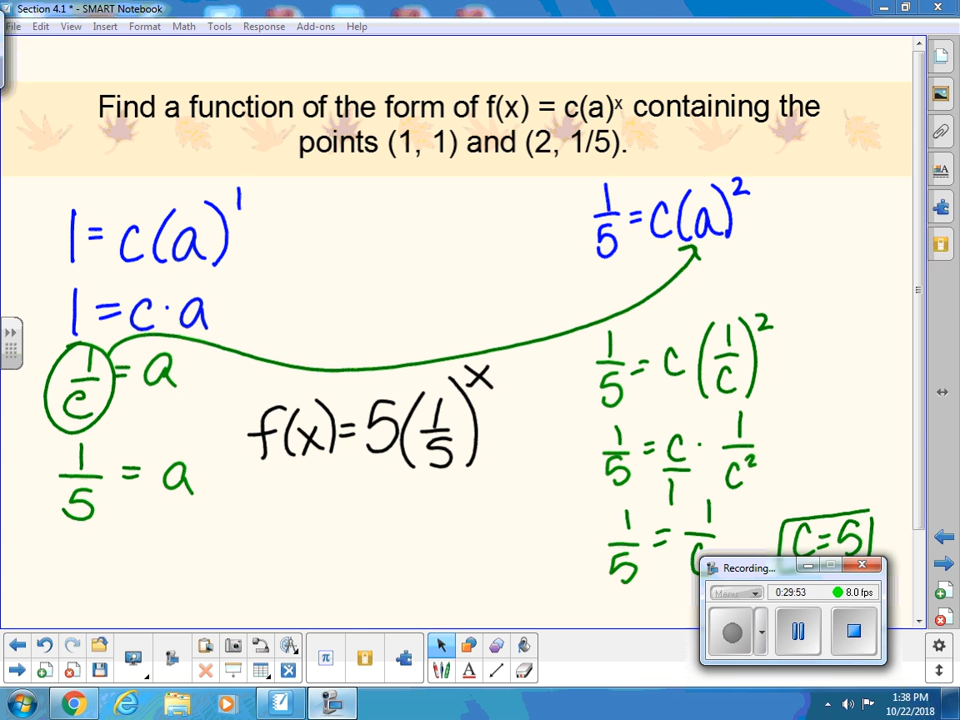 Section 4.1 * - SMART Notebook
File Edit View Insert Format Math Tools Response Add-ons Help
Find a function of the form of f(x) = c(a)ˣ containing the
points (1, 1) and (2, 1/5).
1 = c(a)¹
1 = c · a
1/c = a
1/5 = a
f(x) = 5(1/5)ˣ
1/5 = c(a)²
1/5 = c(1/c)²
1/5 = c/1 · 1/c²
1/5 = 1/c
c = 5
Recording...
Menu
0:29:53
8.0 fps
1:38 PM
10/22/2018